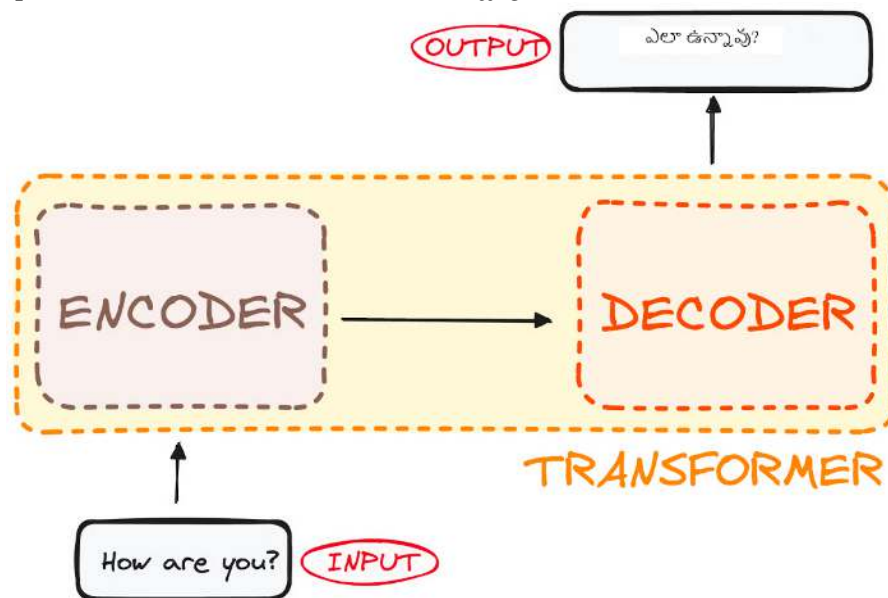 OUTPUT
ఎలా ఉన్నావు?
ENCODER
DECODER
TRANSFORMER
How are you?
INPUT